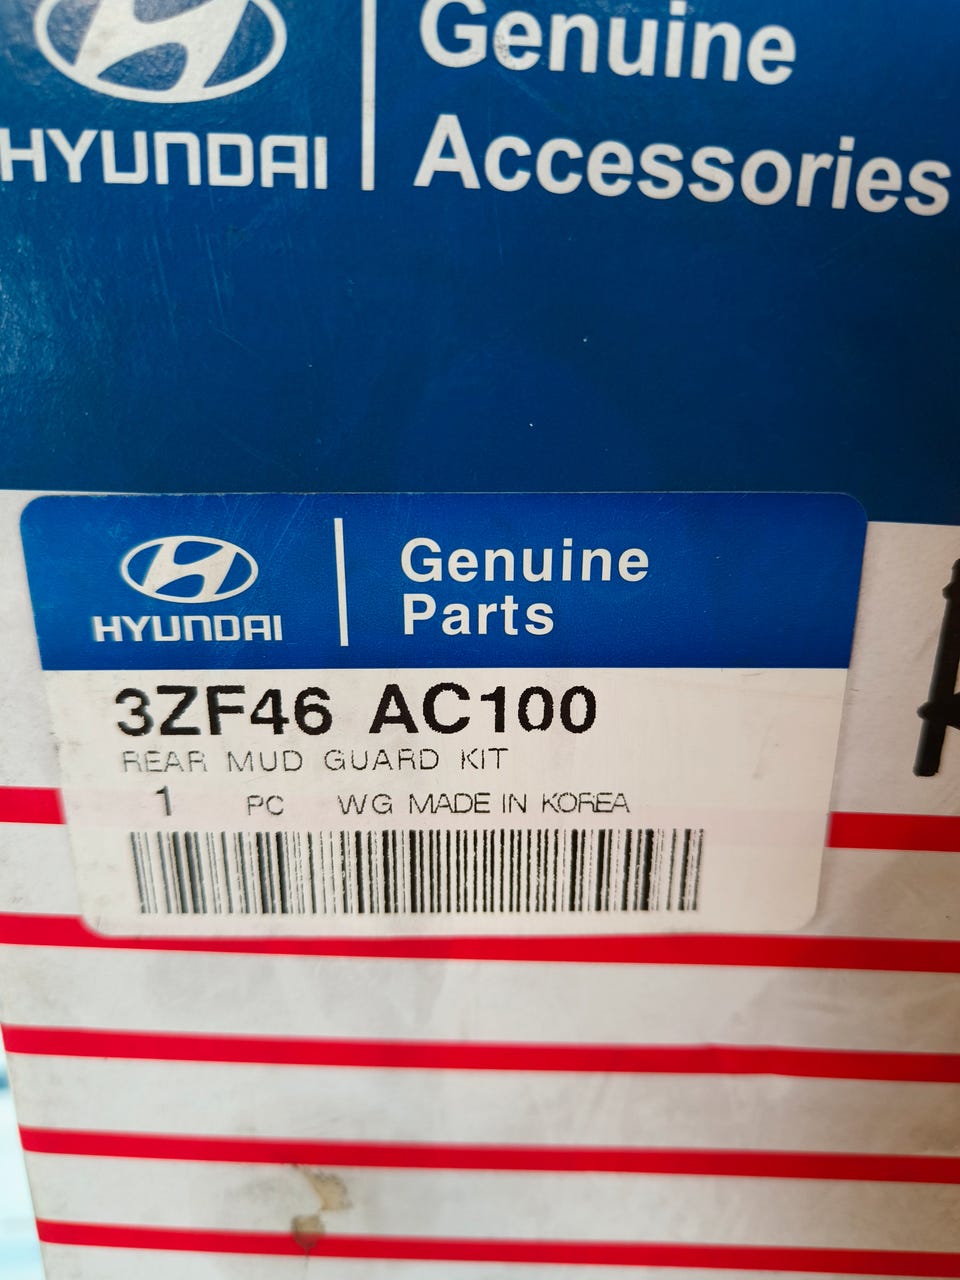 Genuine
HYUNDAI
Accessories
HYUNDAI
Genuine
Parts
3ZF46 AC100
REAR MUD GUARD KIT
1 PC WG MADE IN KOREA